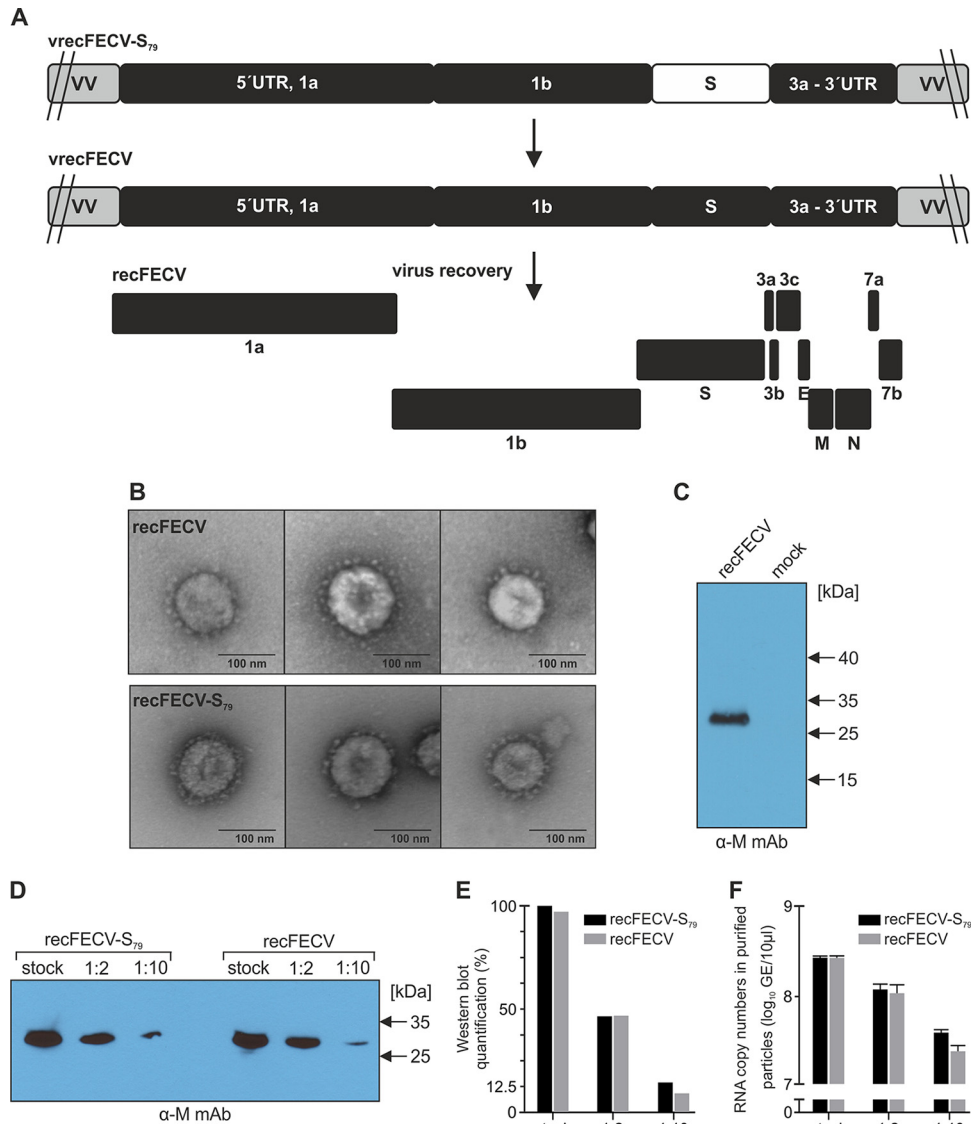 A
vrecFECV-S79
VV 5´UTR, 1a 1b S 3a - 3´UTR VV
vrecFECV
VV 5´UTR, 1a 1b S 3a - 3´UTR VV
recFECV virus recovery
3a 3c 7a
1a
S 3b E 7b
1b M N
B
recFECV
100 nm 100 nm 100 nm
recFECV-S79
100 nm 100 nm 100 nm
C
recFECV mock
[kDa]
40
35
25
15
α-M mAb
D
recFECV-S79 recFECV
stock 1:2 1:10 stock 1:2 1:10
[kDa]
35
25
α-M mAb
E
Western blot
quantification (%)
100
50
12.5
0
recFECV-S79
recFECV
F
RNA copy numbers in purified
particles (log10 GE/10µl)
9
8
7
0
recFECV-S79
recFECV